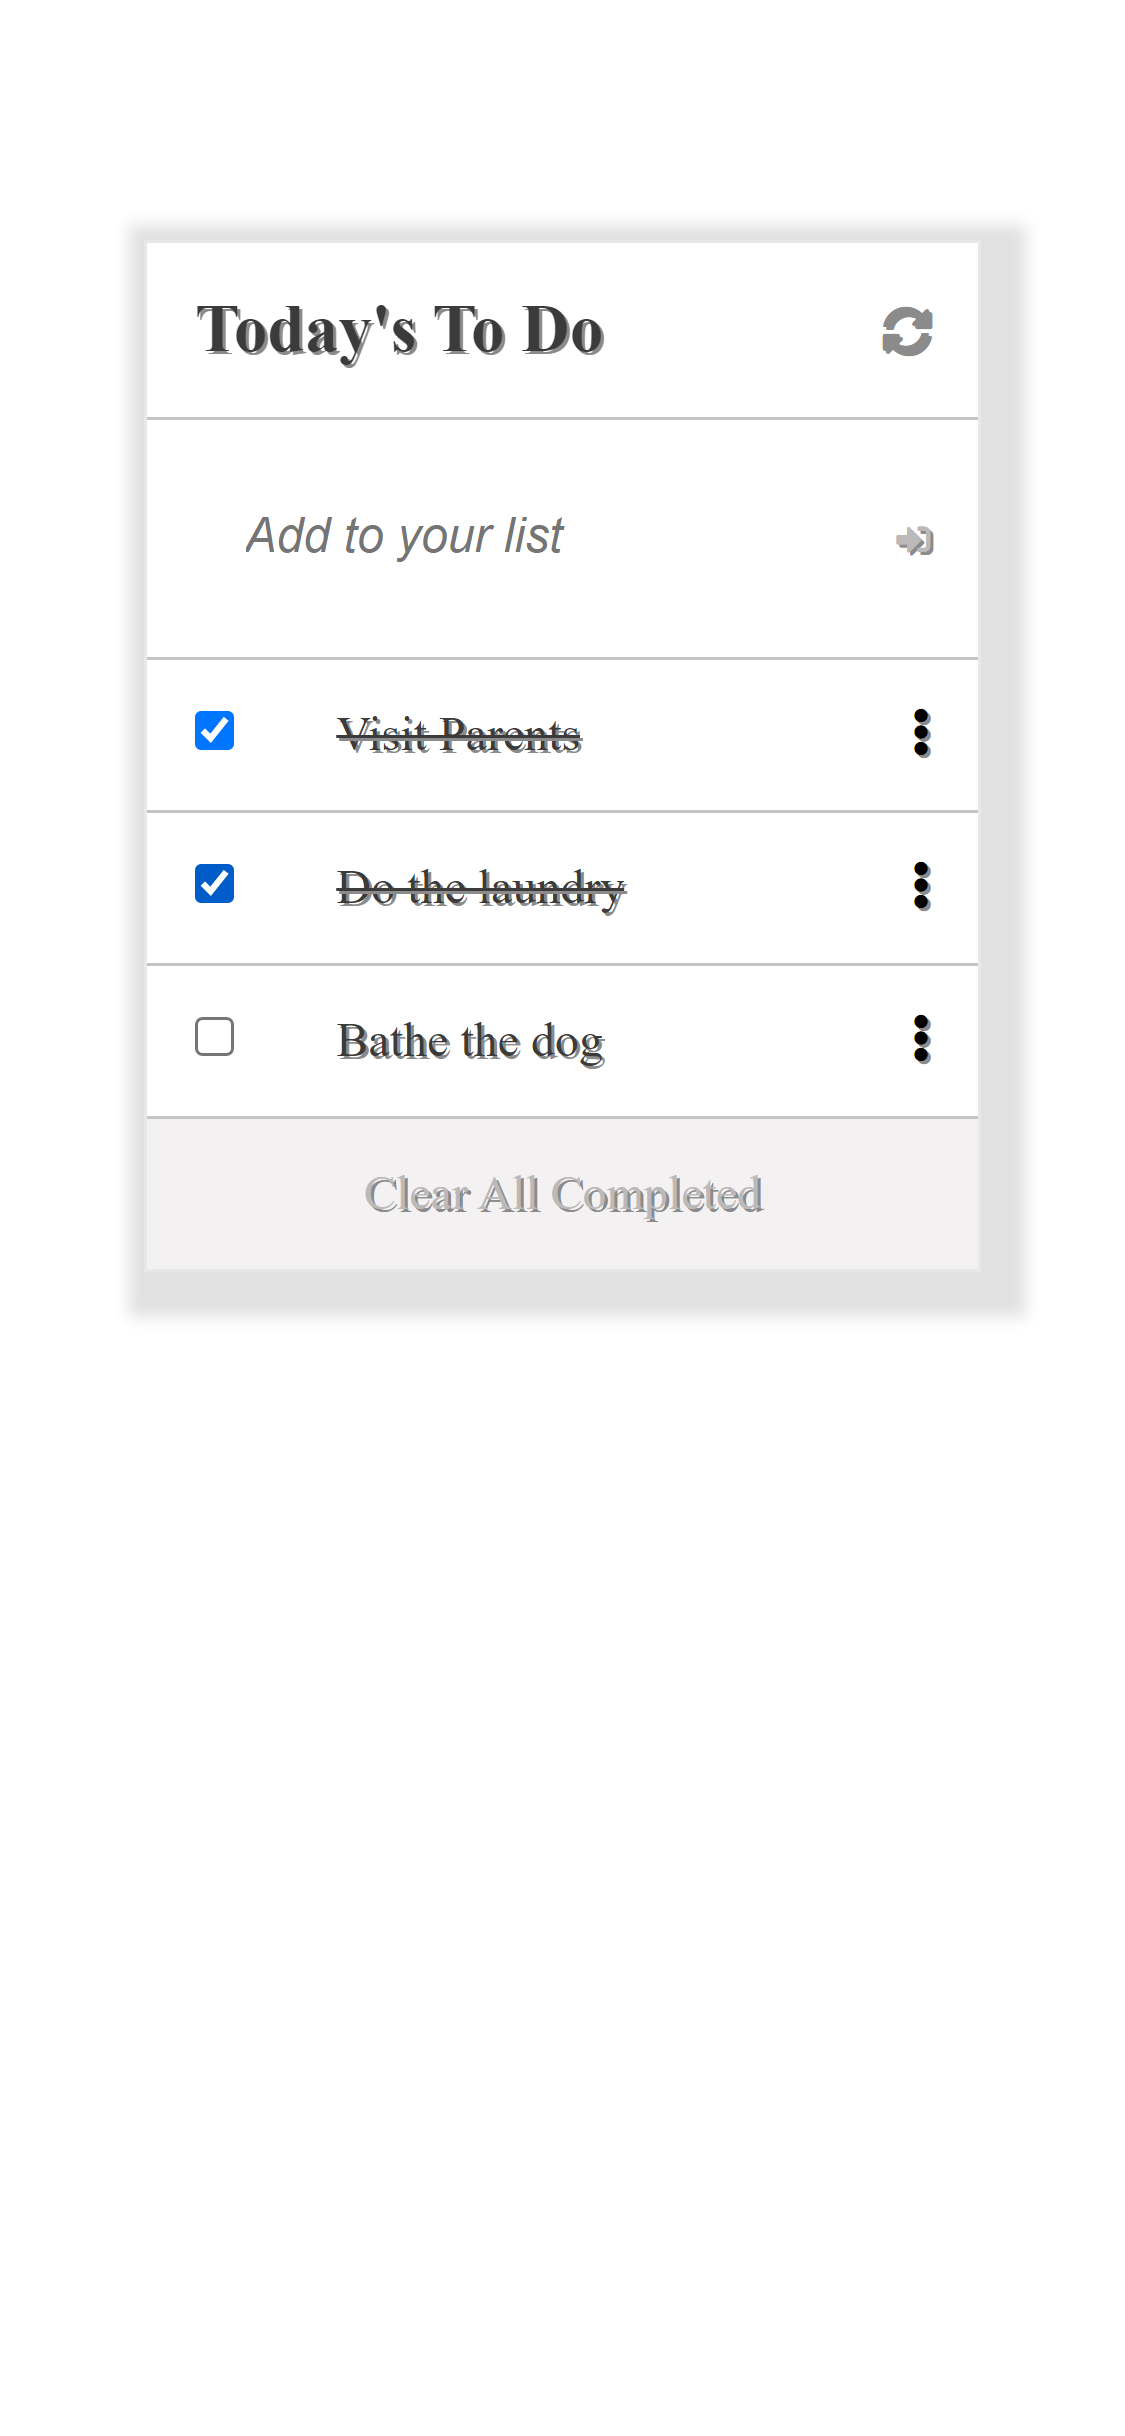 Today's To Do
Add to your list
Visit Parents
Do the laundry
Bathe the dog
Clear All Completed